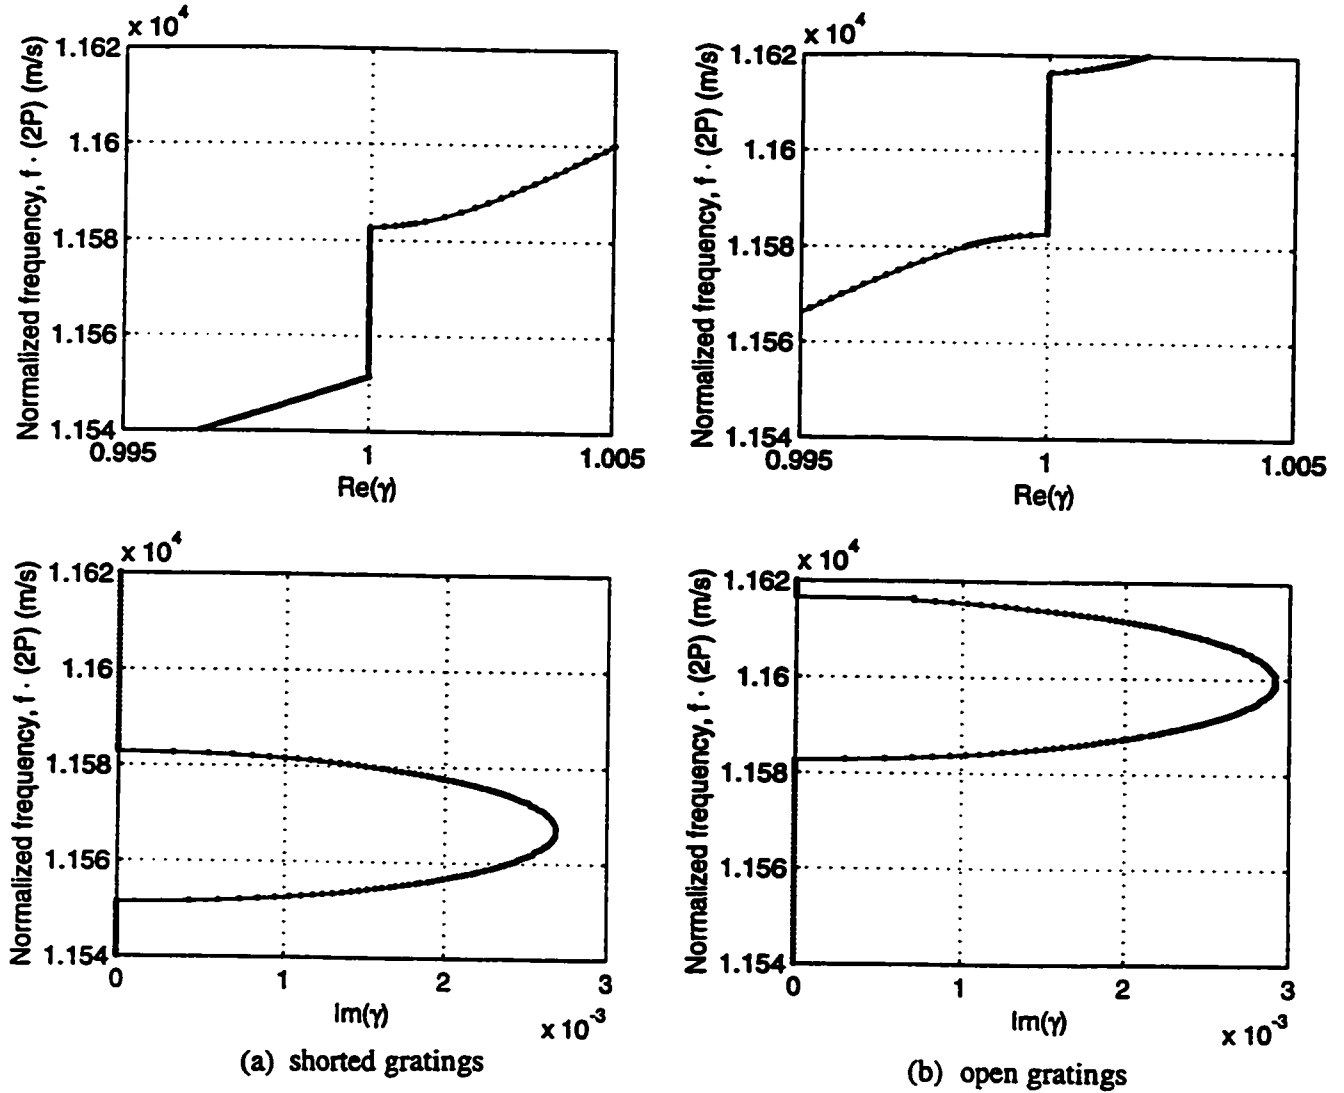 x 10^4
1.162
1.16
1.158
1.156
1.154
0.995 1 1.005
Normalized frequency, f · (2P) (m/s)
Re(γ)
x 10^4
1.162
1.16
1.158
1.156
1.154
0.995 1 1.005
Normalized frequency, f · (2P) (m/s)
Re(γ)
x 10^4
1.162
1.16
1.158
1.156
1.154
0 1 2 3
Normalized frequency, f · (2P) (m/s)
Im(γ)
x 10^-3
(a) shorted gratings
x 10^4
1.162
1.16
1.158
1.156
1.154
0 1 2 3
Normalized frequency, f · (2P) (m/s)
Im(γ)
x 10^-3
(b) open gratings